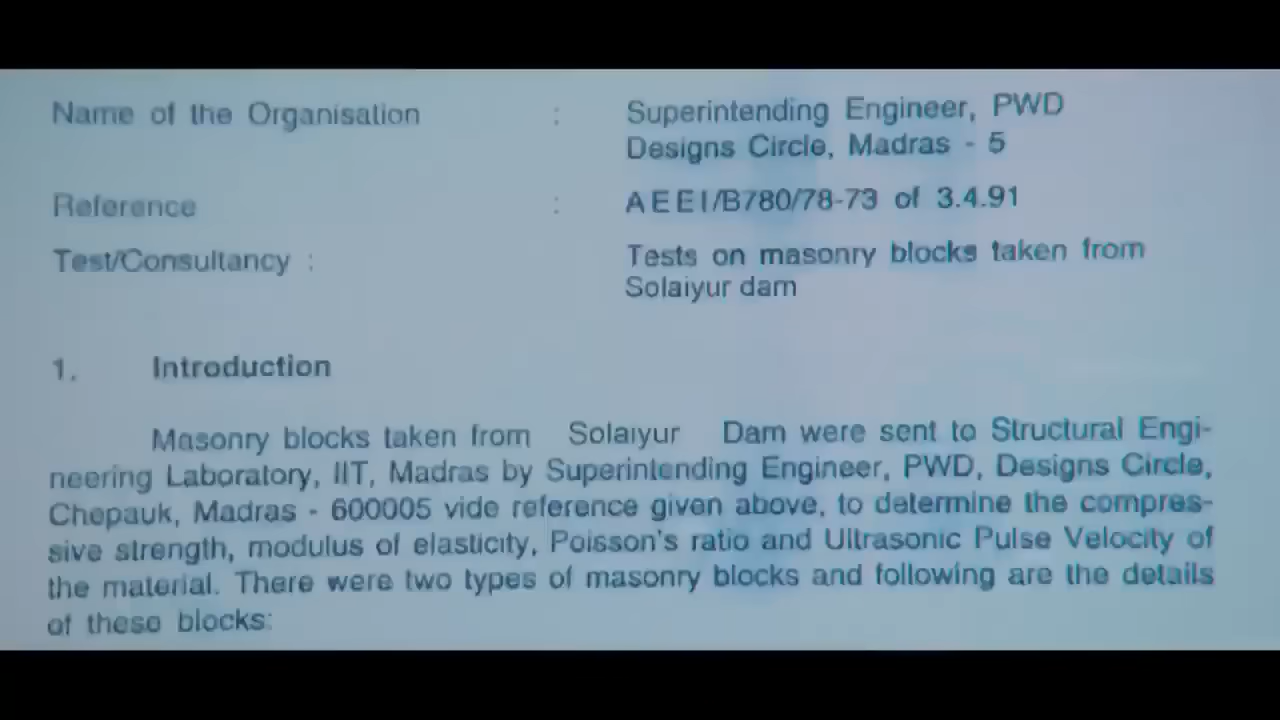 Name of the Organisation : Superintending Engineer, PWD
Designs Circle, Madras - 5
Reference : AEEI/B780/78-73 of 3.4.91
Test/Consultancy : Tests on masonry blocks taken from
Solaiyur dam
1. Introduction
Masonry blocks taken from Solaiyur Dam were sent to Structural Engi-
neering Laboratory, IIT, Madras by Superintending Engineer, PWD, Designs Circle,
Chepauk, Madras - 600005 vide reference given above, to determine the compres-
sive strength, modulus of elasticity, Poisson's ratio and Ultrasonic Pulse Velocity of
the material. There were two types of masonry blocks and following are the details
of these blocks: